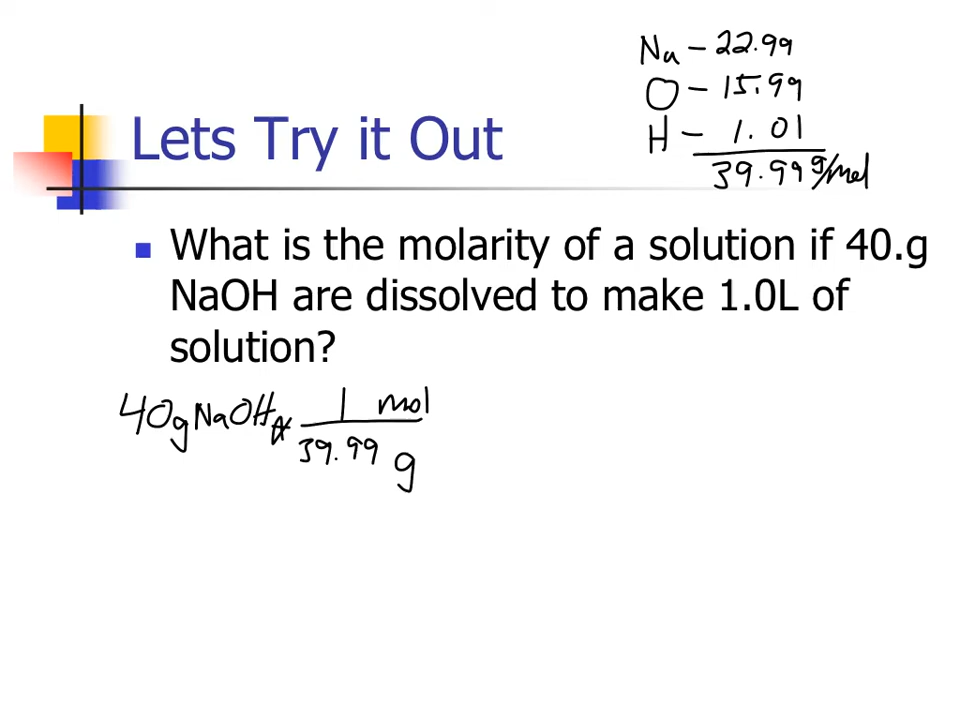 Na - 22.99
O - 15.99
H - 1.01
39.99 g/mol
Lets Try it Out
What is the molarity of a solution if 40.g
NaOH are dissolved to make 1.0L of
solution?
40g NaOH * 1 mol
39.99 g